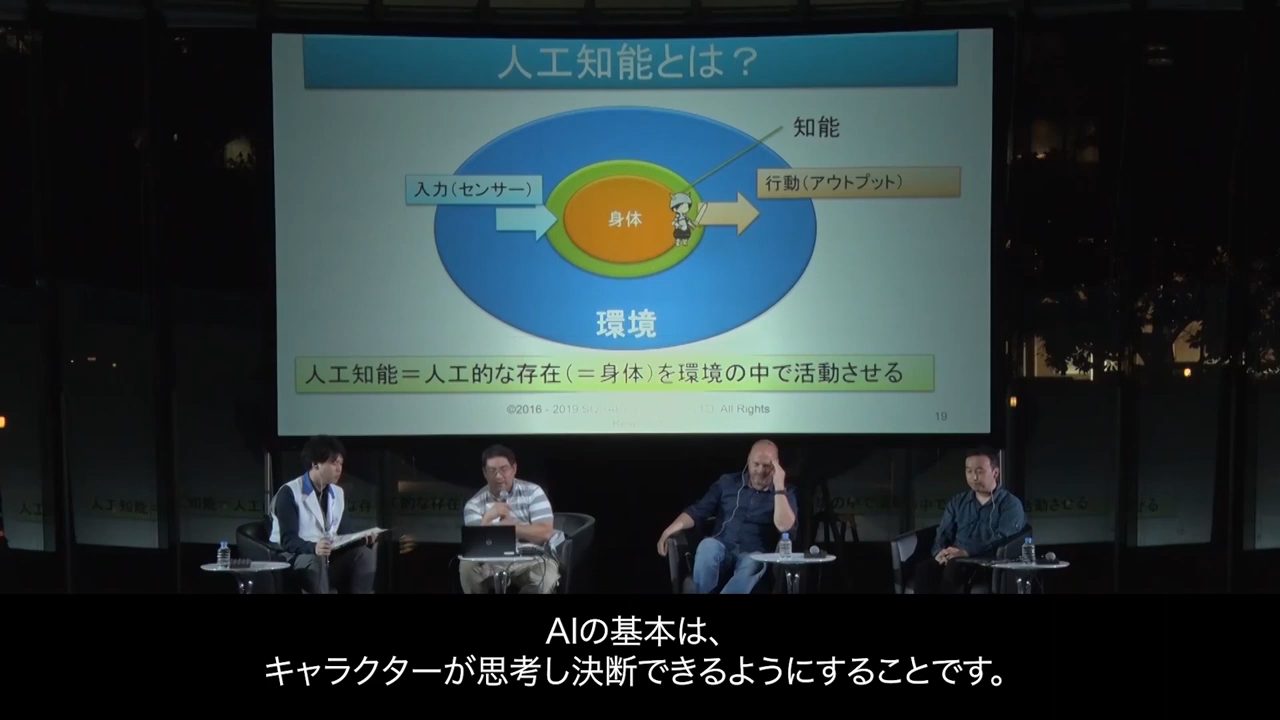 人工知能とは？
知能
入力（センサー）
行動（アウトプット）
身体
環境
人工知能＝人工的な存在（＝身体）を環境の中で活動させる
©2016 - 2019 All Rights
19
AIの基本は、
キャラクターが思考し決断できるようにすることです。